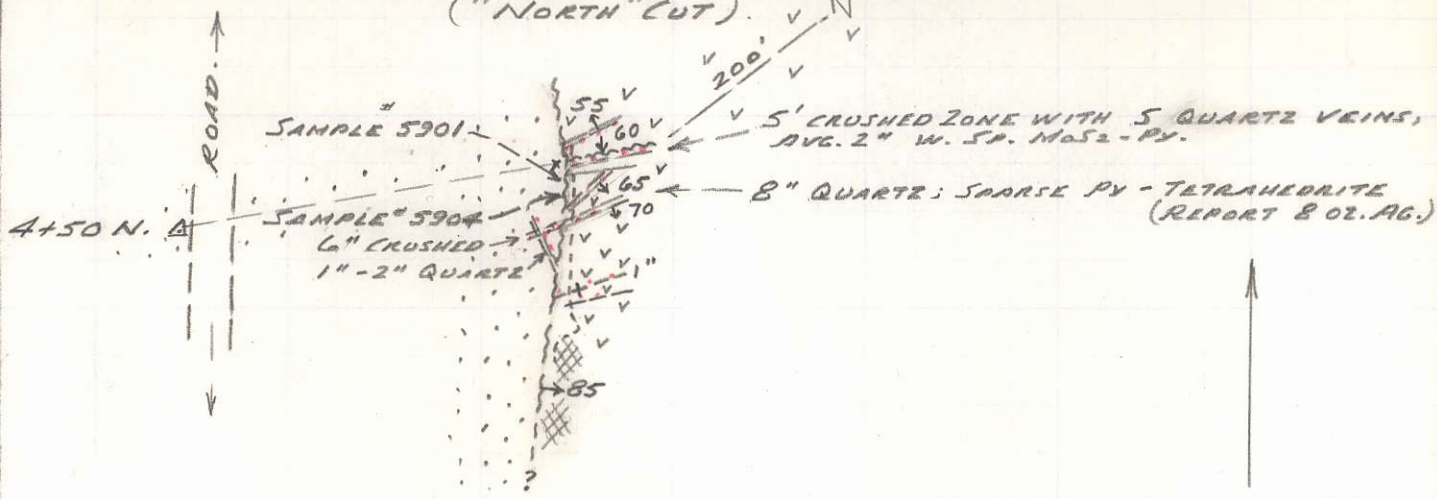 ("NORTH" CUT).
N
200'
ROAD.
55
60
SAMPLE # 5901
5' CRUSHED ZONE WITH 5 QUARTZ VEINS,
AVG. 2" W. SP. MOS2-PY.
65
8" QUARTZ; SPARSE PY - TETRAHEDRITE
(REPORT 8 OZ. AG.)
70
4+50 N.
SAMPLE # 5904
6" CRUSHED
1"-2" QUARTZ
1"
85
?